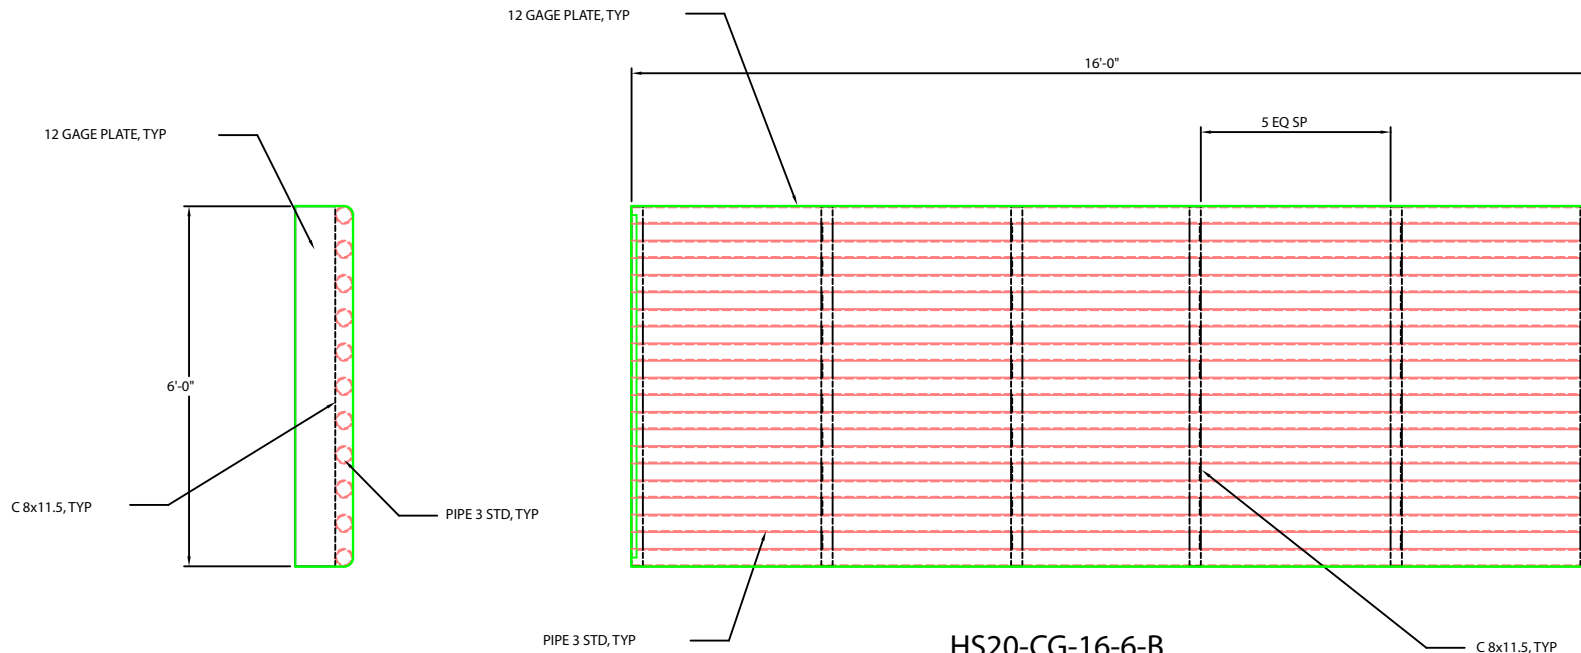 12 GAGE PLATE, TYP
16'-0"
12 GAGE PLATE, TYP
5 EQ SP
6'-0"
C 8x11.5, TYP
PIPE 3 STD, TYP
PIPE 3 STD, TYP
HS20-CG-16-6-B
C 8x11.5, TYP